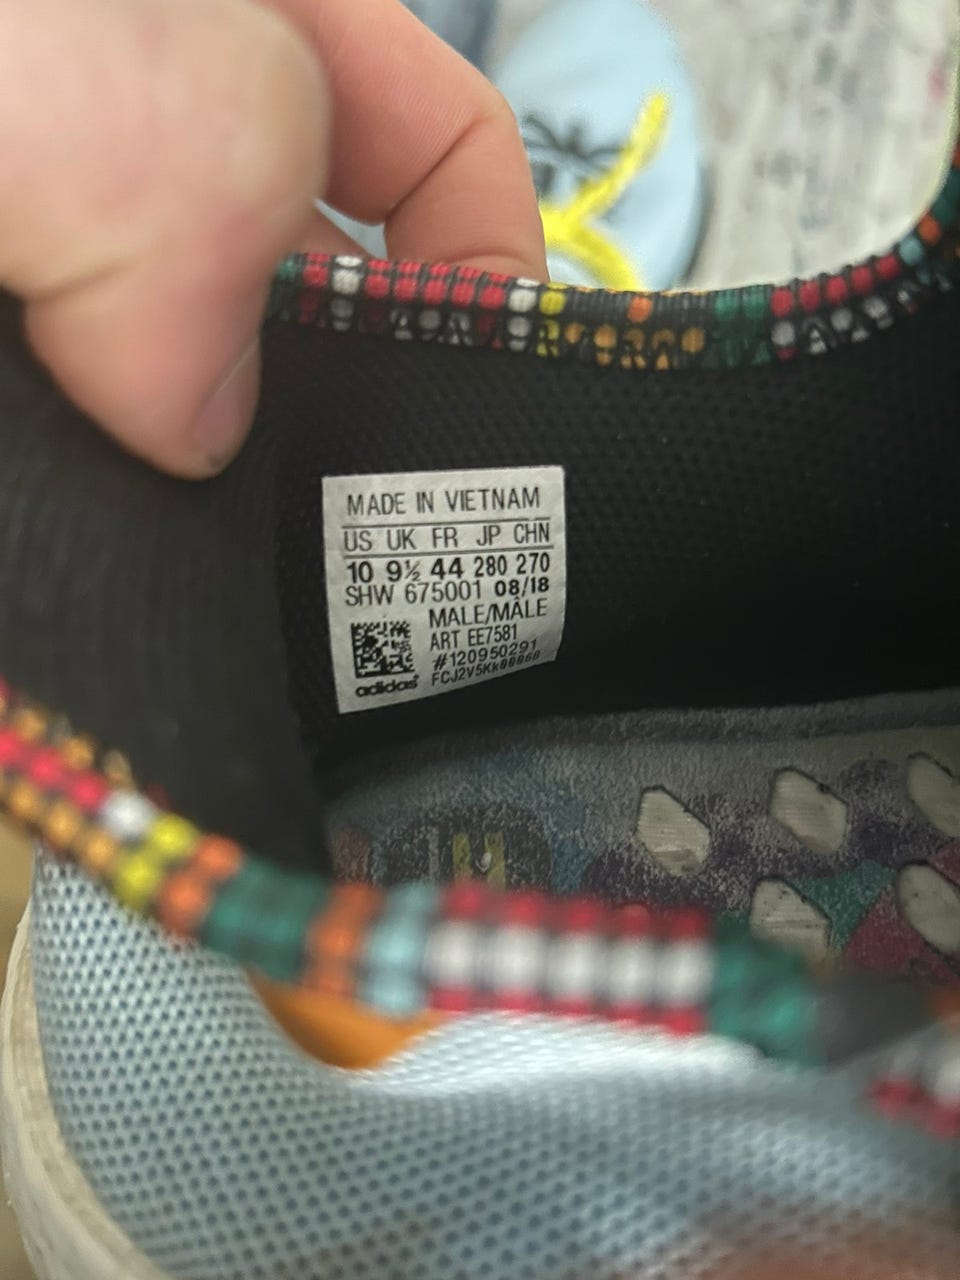 MADE IN VIETNAM
US UK FR JP CHN
10 9½ 44 280 270
SHW 675001 08/18
MALE/MÂLE
ART EE7581
#120950291
adidas